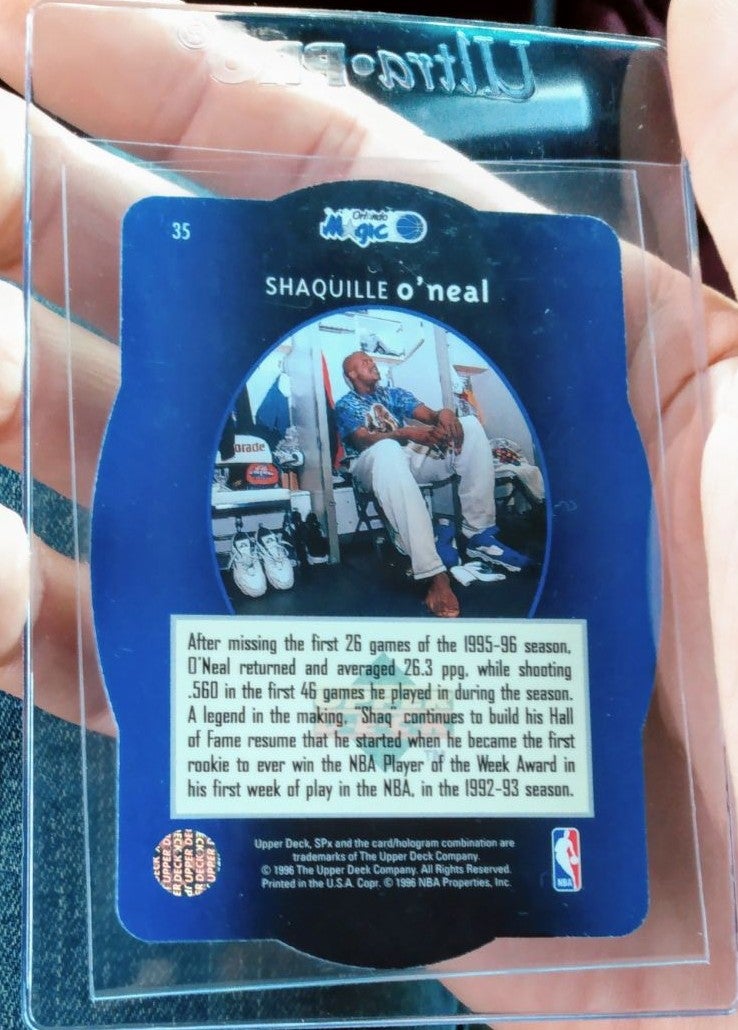 Ultra•PRO®
35
Orlando
Magic
SHAQUILLE o'neal
orade
After missing the first 26 games of the 1995-96 season,
O'Neal returned and averaged 26.3 ppg, while shooting
.560 in the first 46 games he played in during the season.
A legend in the making, "Shaq" continues to build his Hall
of Fame resume that he started when he became the first
rookie to ever win the NBA Player of the Week Award in
his first week of play in the NBA, in the 1992-93 season.
UPPER DECK
TM
Upper Deck, SPx and the card/hologram combination are
trademarks of The Upper Deck Company.
© 1996 The Upper Deck Company. All Rights Reserved.
Printed in the U.S.A. Copr. © 1996 NBA Properties, Inc.
UPPER DECK
NBA